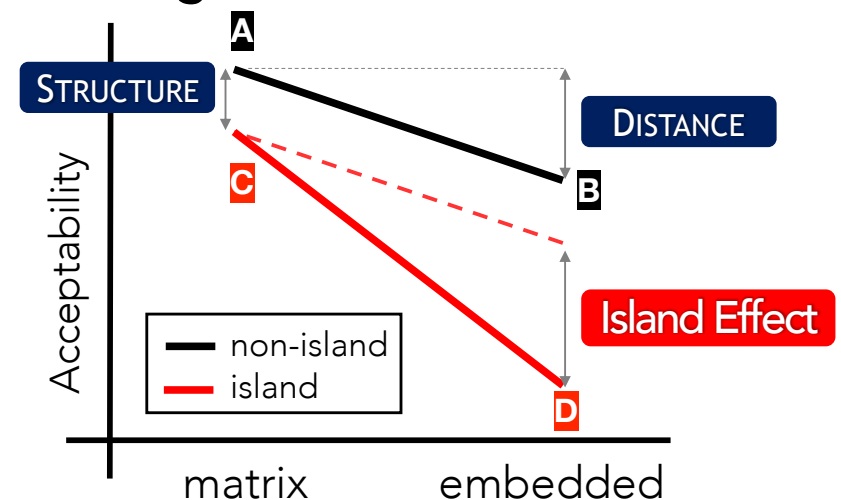 A
STRUCTURE
DISTANCE
C
B
Acceptability
Island Effect
non-island
island
D
matrix
embedded